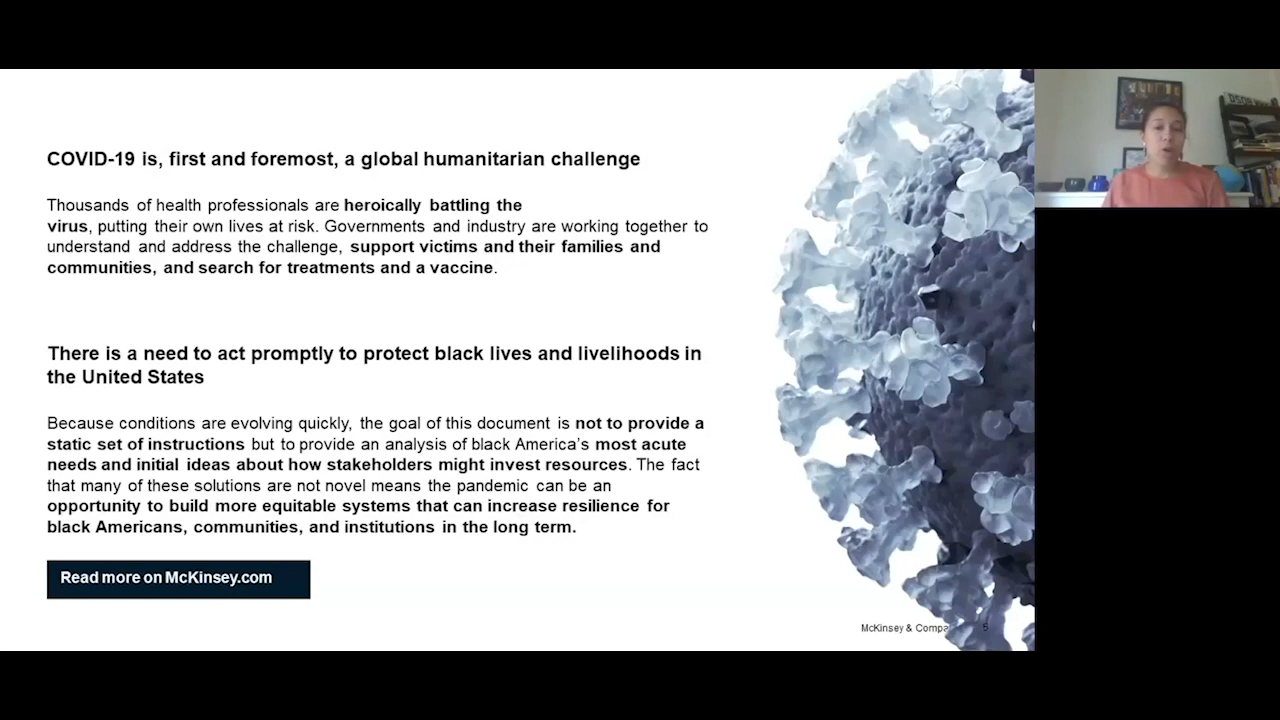 COVID-19 is, first and foremost, a global humanitarian challenge
Thousands of health professionals are heroically battling the
virus, putting their own lives at risk. Governments and industry are working together to
understand and address the challenge, support victims and their families and
communities, and search for treatments and a vaccine.
There is a need to act promptly to protect black lives and livelihoods in
the United States
Because conditions are evolving quickly, the goal of this document is not to provide a
static set of instructions but to provide an analysis of black America's most acute
needs and initial ideas about how stakeholders might invest resources. The fact
that many of these solutions are not novel means the pandemic can be an
opportunity to build more equitable systems that can increase resilience for
black Americans, communities, and institutions in the long term.
Read more on McKinsey.com
McKinsey & Compa 5